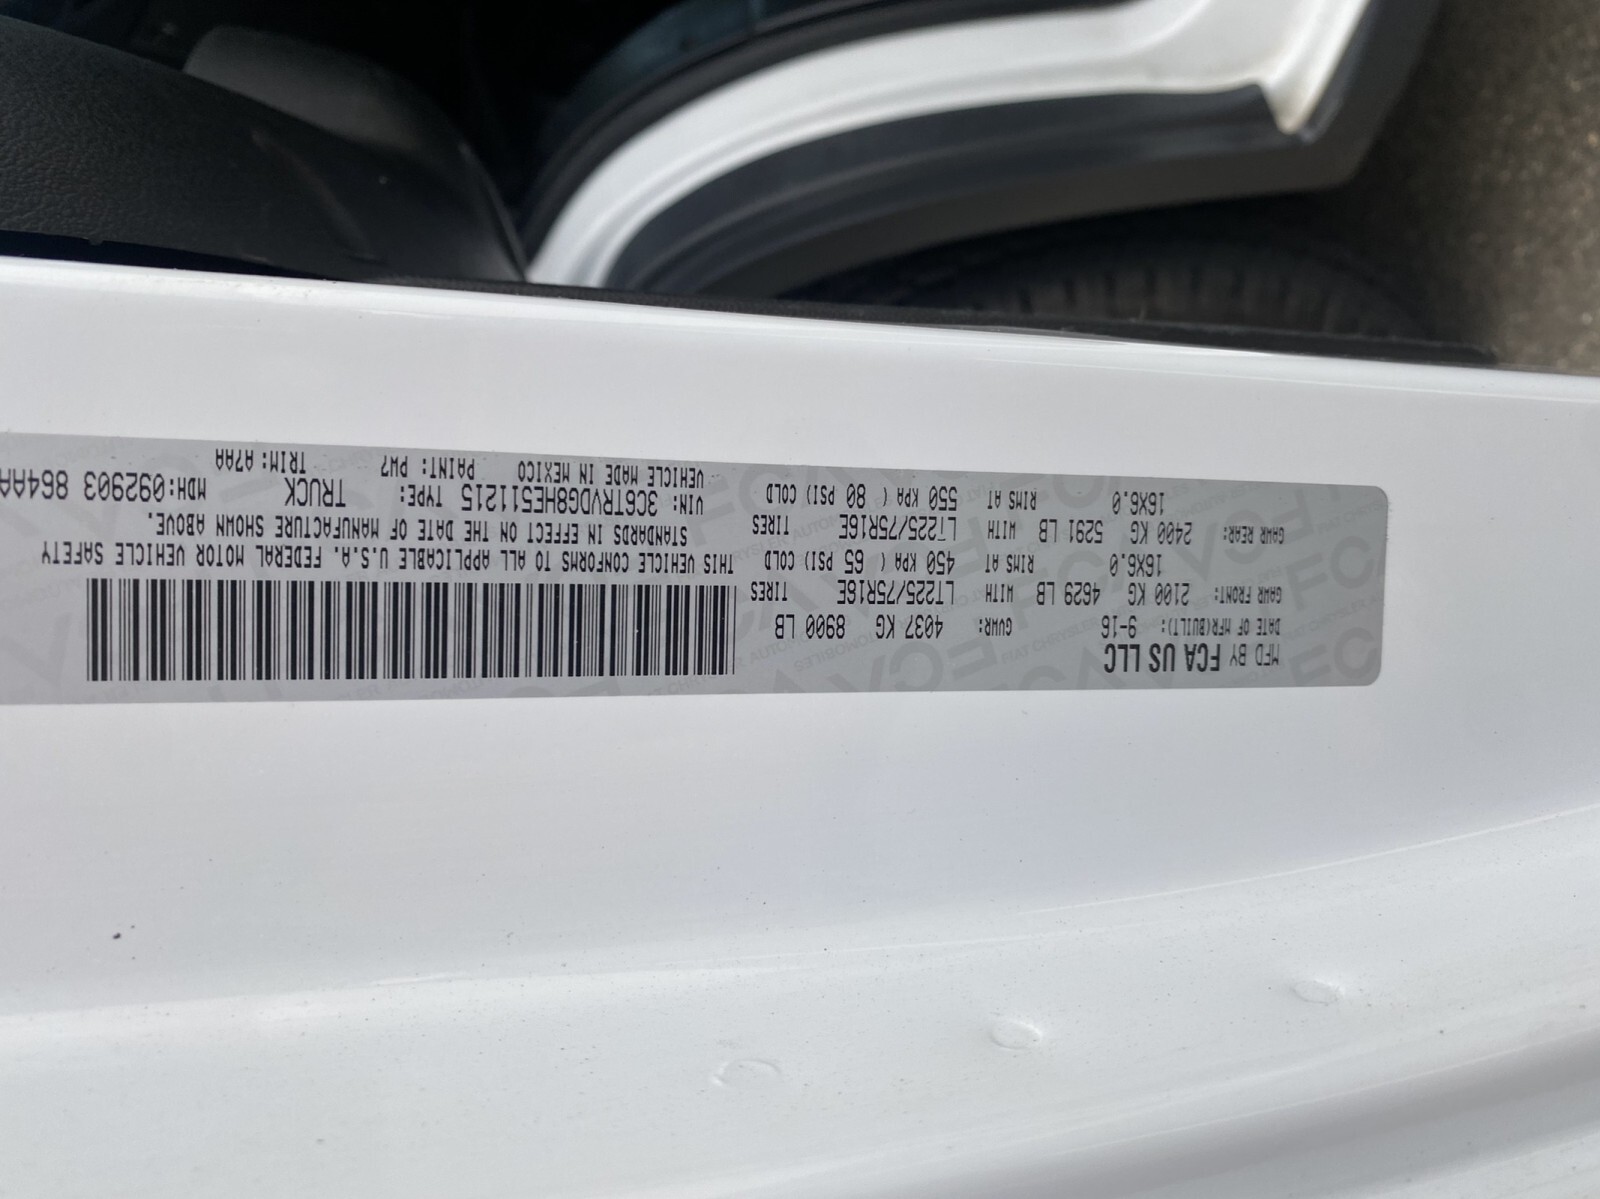 MFD BY FCA US LLC
DATE OF MFR(BUILT): 9-16 GVWR: 4037 KG 8900 LB
GAWR FRONT: 2100 KG 4629 LB WITH LT225/75R16E TIRES
16X6.0 RIMS AT 450 KPA ( 65 PSI) COLD
GAWR REAR: 2400 KG 5291 LB WITH LT225/75R16E TIRES
16X6.0 RIMS AT 550 KPA ( 80 PSI) COLD
THIS VEHICLE CONFORMS TO ALL APPLICABLE U.S.A. FEDERAL MOTOR VEHICLE SAFETY
STANDARDS IN EFFECT ON THE DATE OF MANUFACTURE SHOWN ABOVE.
VIN: 3C6TRVDG8HE511215 TYPE: TRUCK MDH:092903 864AA
VEHICLE MADE IN MEXICO PAINT: PW7 TRIM: A7AA